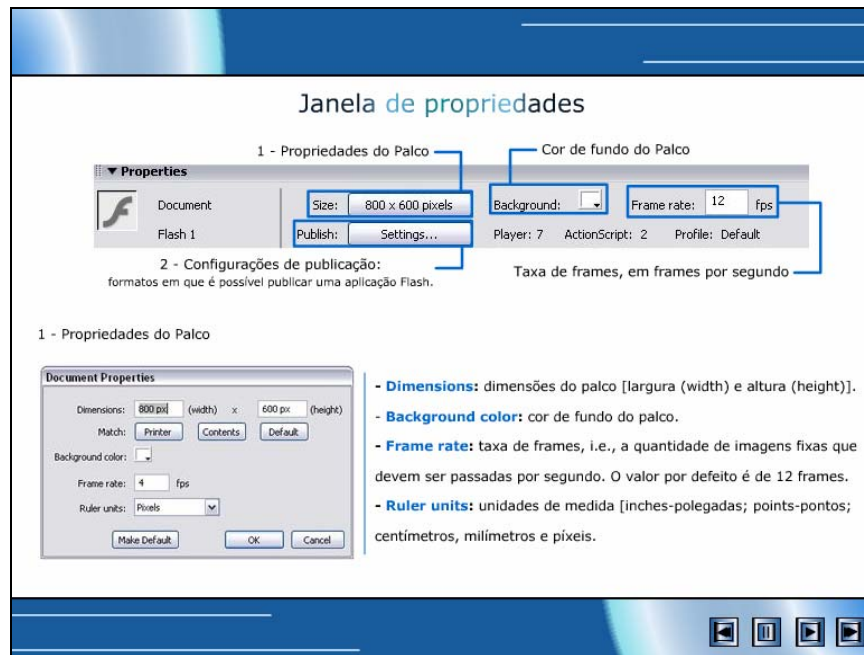 Janela de propriedades
1 - Propriedades do Palco
Cor de fundo do Palco
Properties
Document
Size: 800 x 600 pixels
Background:
Frame rate: 12 fps
Flash 1
Publish: Settings...
Player: 7 ActionScript: 2 Profile: Default
2 - Configurações de publicação:
formatos em que é possível publicar uma aplicação Flash.
Taxa de frames, em frames por segundo
1 - Propriedades do Palco
Document Properties
Dimensions: 800 px (width) x 600 px (height)
Match: Printer Contents Default
Background color:
Frame rate: 4 fps
Ruler units: Pixels
Make Default OK Cancel
- Dimensions: dimensões do palco [largura (width) e altura (height)].
- Background color: cor de fundo do palco.
- Frame rate: taxa de frames, i.e., a quantidade de imagens fixas que
devem ser passadas por segundo. O valor por defeito é de 12 frames.
- Ruler units: unidades de medida [inches-polegadas; points-pontos;
centímetros, milímetros e píxeis.